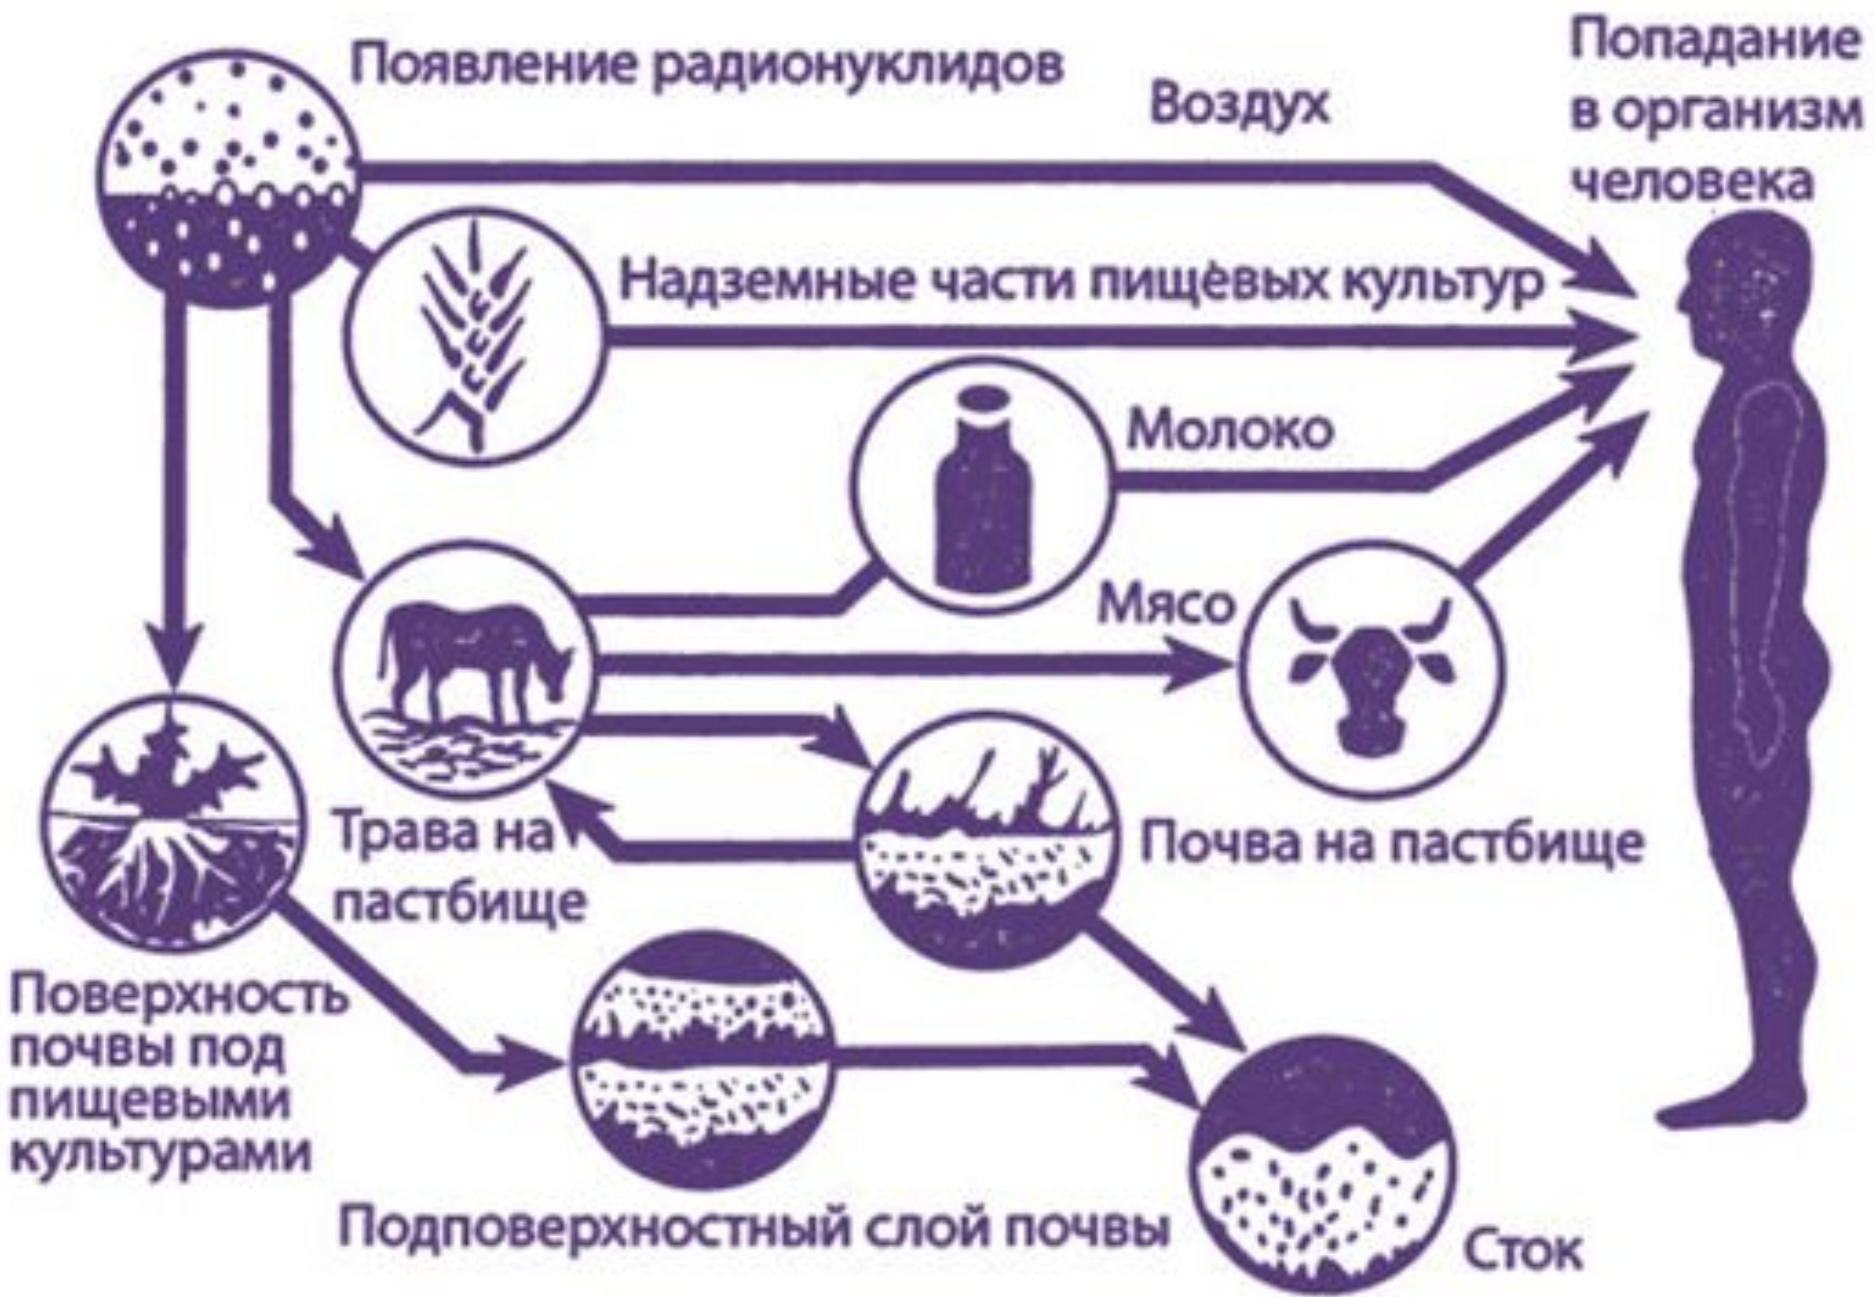 Появление радионуклидов
Воздух
Попадание
в организм
человека
Надземные части пищевых культур
Молоко
Мясо
Трава на
пастбище
Почва на пастбище
Поверхность
почвы под
пищевыми
культурами
Подповерхностный слой почвы
Сток